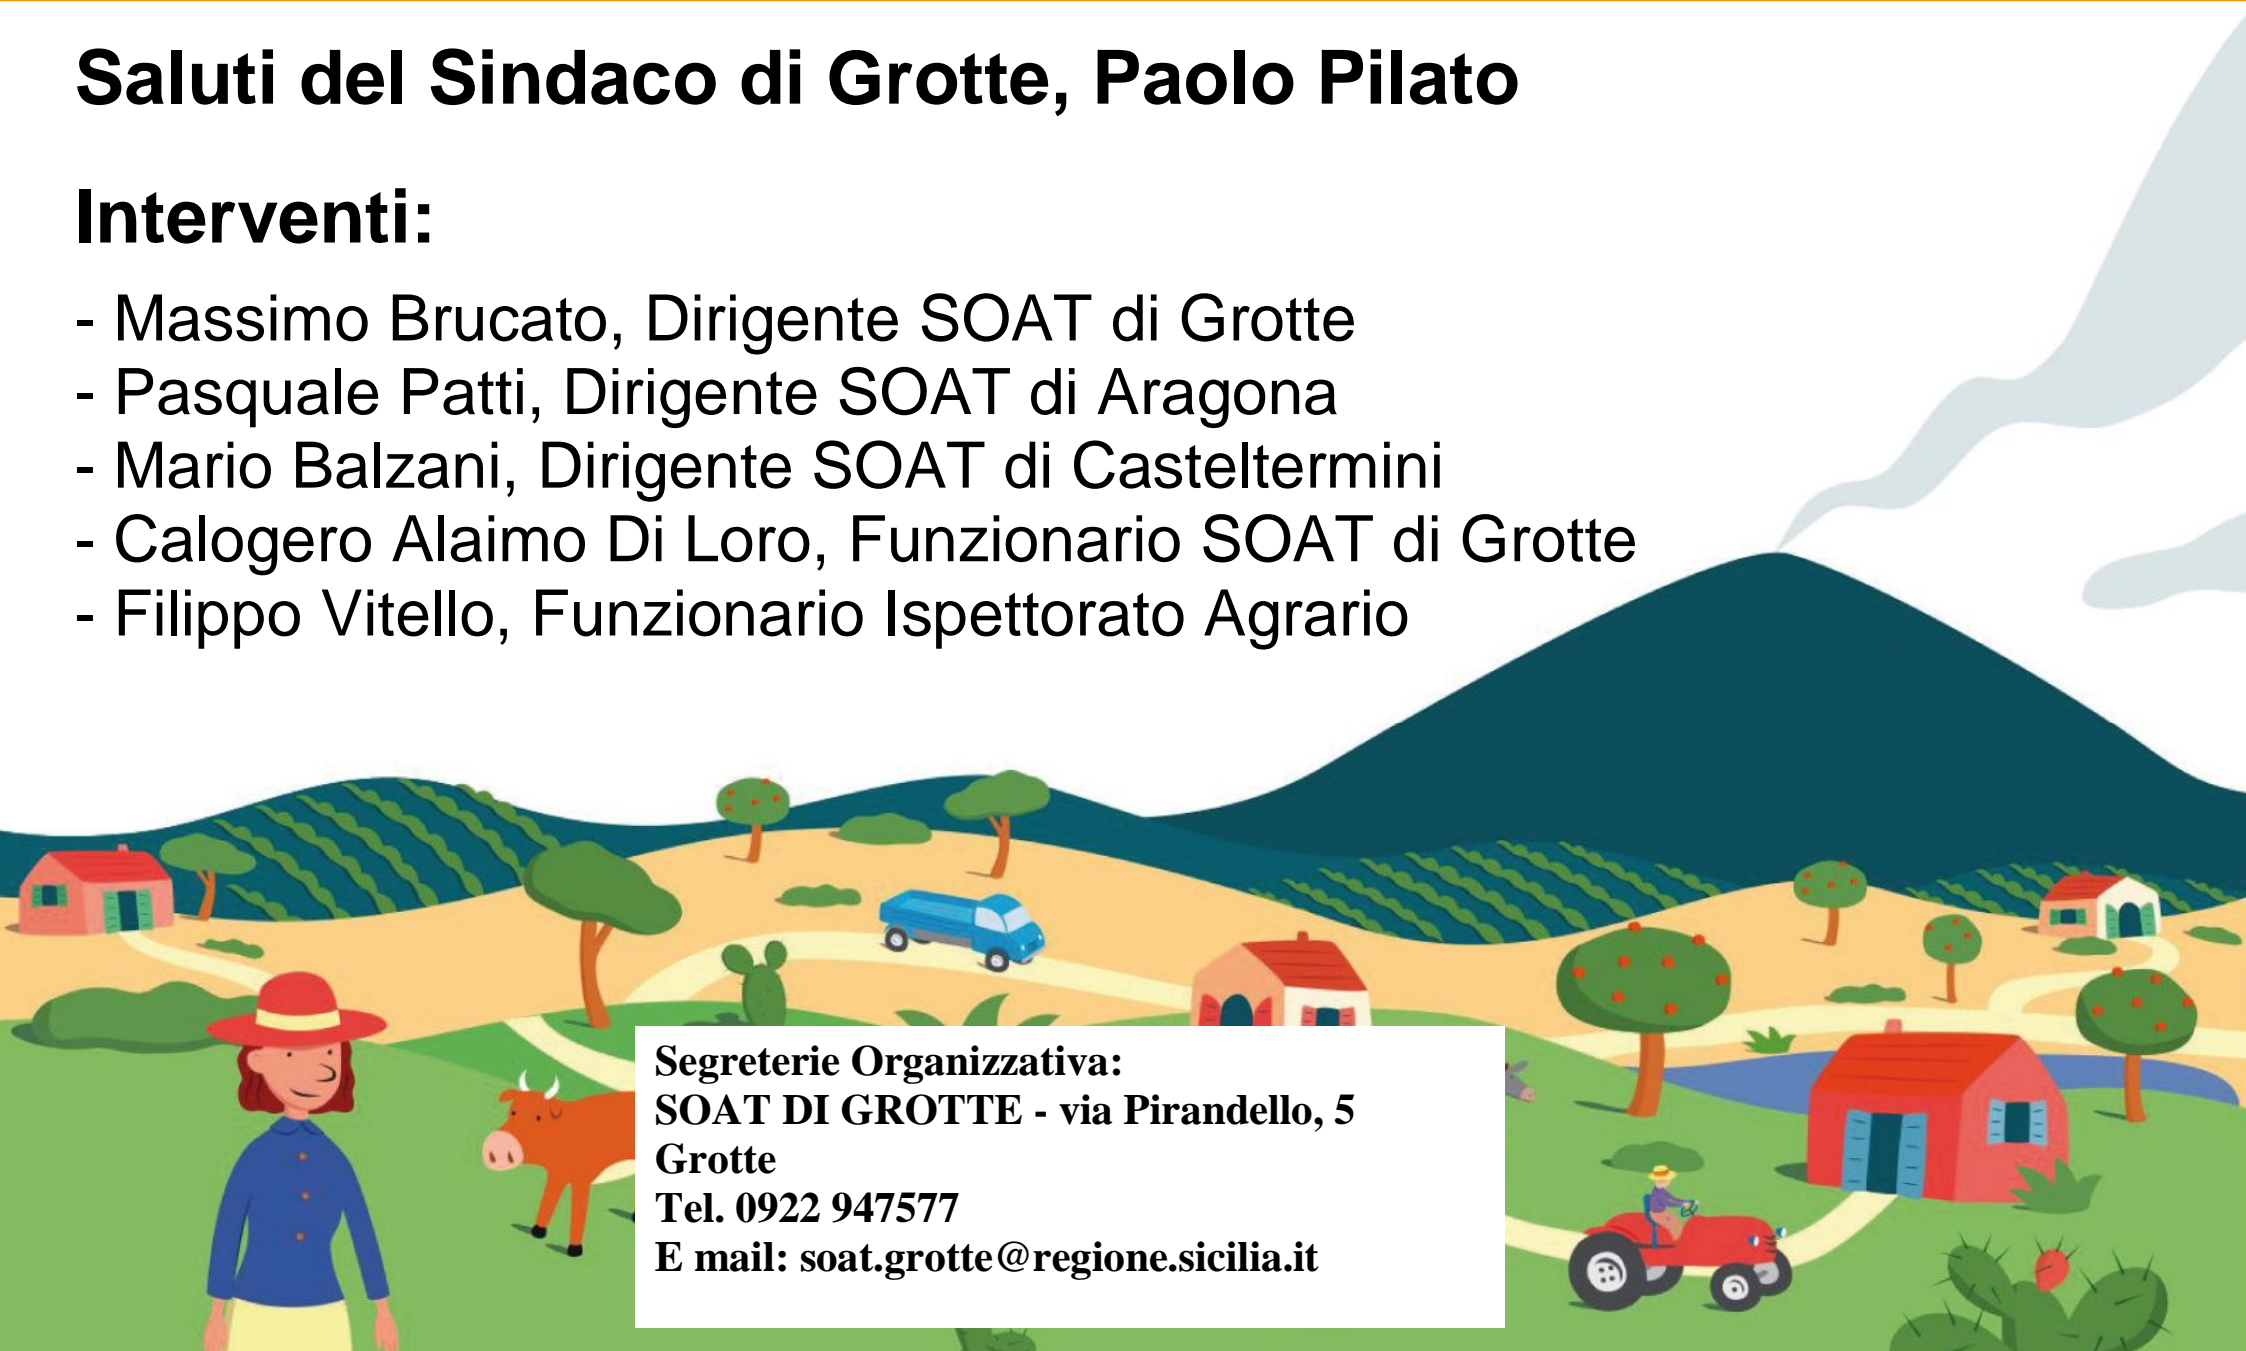 Saluti del Sindaco di Grotte, Paolo Pilato
Interventi:
- Massimo Brucato, Dirigente SOAT di Grotte
- Pasquale Patti, Dirigente SOAT di Aragona
- Mario Balzani, Dirigente SOAT di Casteltermini
- Calogero Alaimo Di Loro, Funzionario SOAT di Grotte
- Filippo Vitello, Funzionario Ispettorato Agrario
Segreterie Organizzativa:
SOAT DI GROTTE - via Pirandello, 5
Grotte
Tel. 0922 947577
E mail: soat.grotte@regione.sicilia.it